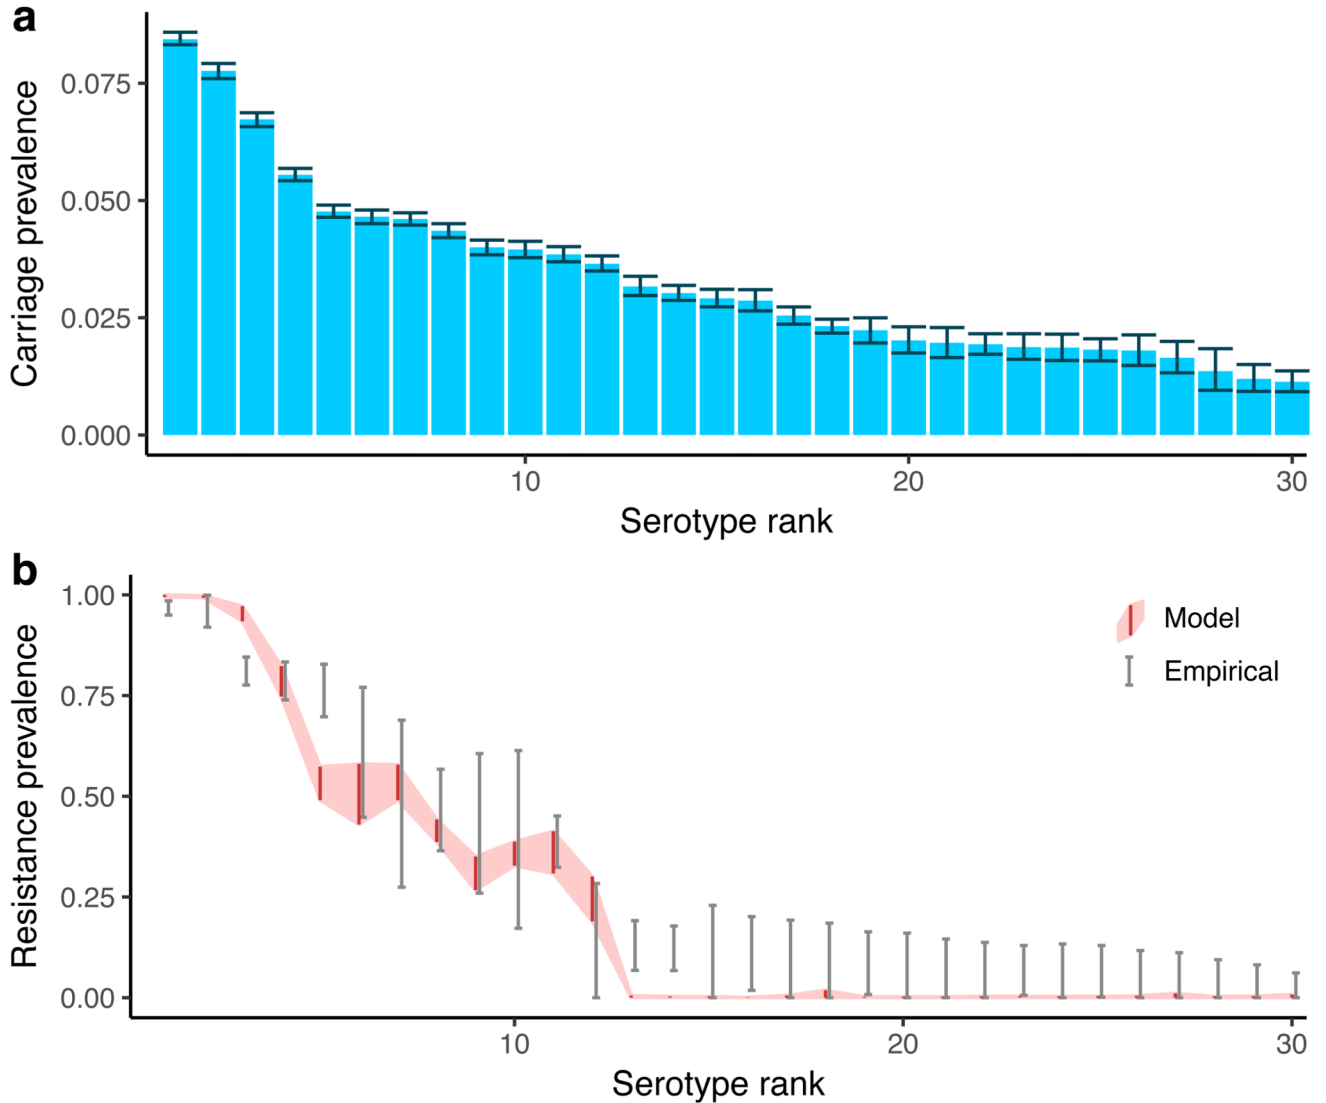 a
Carriage prevalence
0.075
0.050
0.025
0.000
10 20 30
Serotype rank
b
Resistance prevalence
1.00
0.75
0.50
0.25
0.00
Model
Empirical
10 20 30
Serotype rank